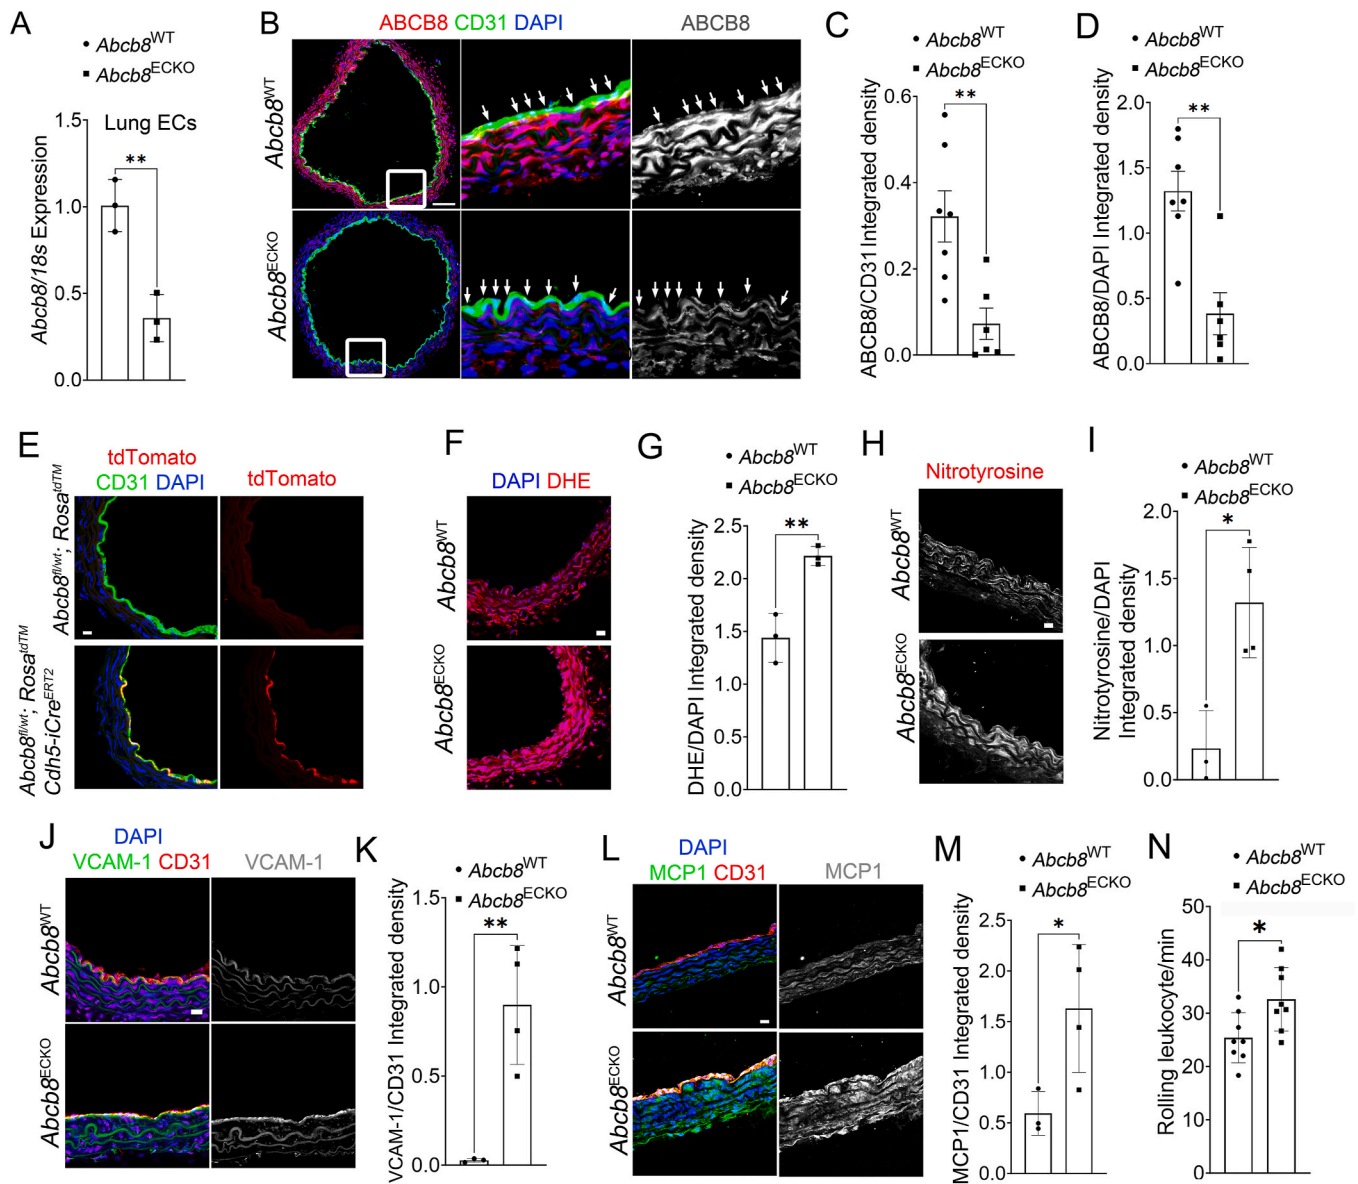 A
Abcb8WT
Abcb8ECKO
Lung ECs
**
Abcb8/18s Expression
1.5
1.0
0.5
0.0
B
ABCB8 CD31 DAPI
ABCB8
Abcb8WT
Abcb8ECKO
C
Abcb8WT
Abcb8ECKO
**
ABCB8/CD31 Integrated density
0.6
0.4
0.2
0.0
D
Abcb8WT
Abcb8ECKO
**
ABCB8/DAPI Integrated density
2.0
1.5
1.0
0.5
0.0
E
tdTomato
CD31 DAPI
tdTomato
Abcb8fl/wt; RosatdTM
Abcb8fl/wt; RosatdTM
Cdh5-iCreERT2
F
DAPI DHE
Abcb8WT
Abcb8ECKO
G
Abcb8WT
Abcb8ECKO
**
DHE/DAPI Integrated density
2.5
2.0
1.5
1.0
0.5
0.0
H
Nitrotyrosine
Abcb8WT
Abcb8ECKO
I
Abcb8WT
Abcb8ECKO
*
Nitrotyrosine/DAPI
Integrated density
2.0
1.5
1.0
0.5
0.0
J
DAPI
VCAM-1 CD31
VCAM-1
Abcb8WT
Abcb8ECKO
K
Abcb8WT
Abcb8ECKO
**
VCAM-1/CD31 Integrated density
1.5
1.0
0.5
0.0
L
DAPI
MCP1 CD31
MCP1
Abcb8WT
Abcb8ECKO
M
Abcb8WT
Abcb8ECKO
*
MCP1/CD31 Integrated density
2.5
2.0
1.5
1.0
0.5
0.0
N
Abcb8WT
Abcb8ECKO
*
Rolling leukocyte/min
50
40
30
20
10
0